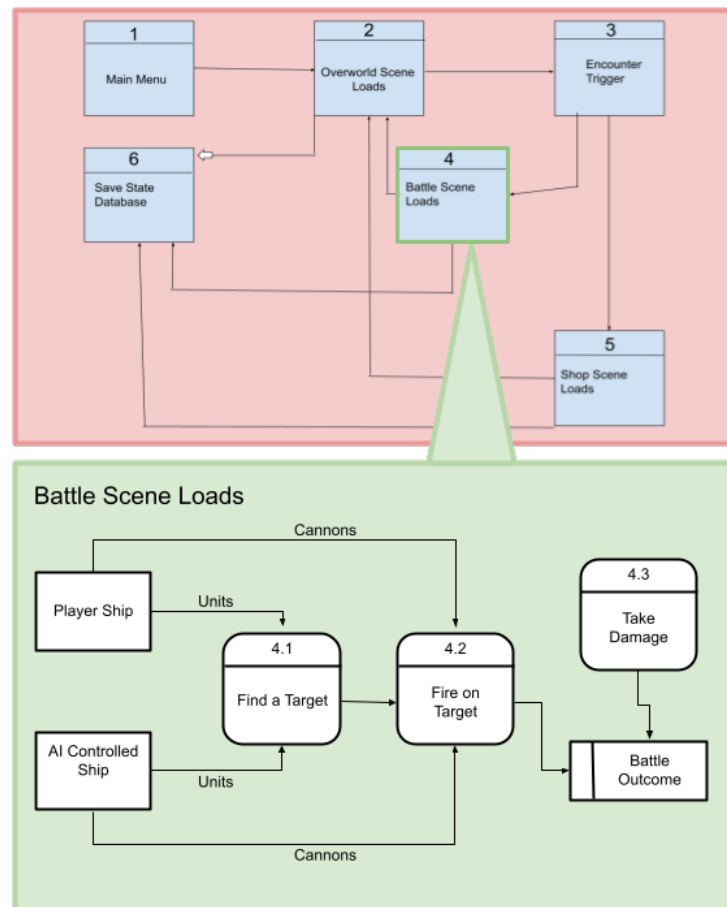 1
Main Menu
2
Overworld Scene
Loads
3
Encounter
Trigger
6
Save State
Database
4
Battle Scene
Loads
5
Shop Scene
Loads
Battle Scene Loads
Cannons
Player Ship
Units
4.1
Find a Target
4.2
Fire on
Target
4.3
Take
Damage
AI Controlled
Ship
Units
Battle
Outcome
Cannons